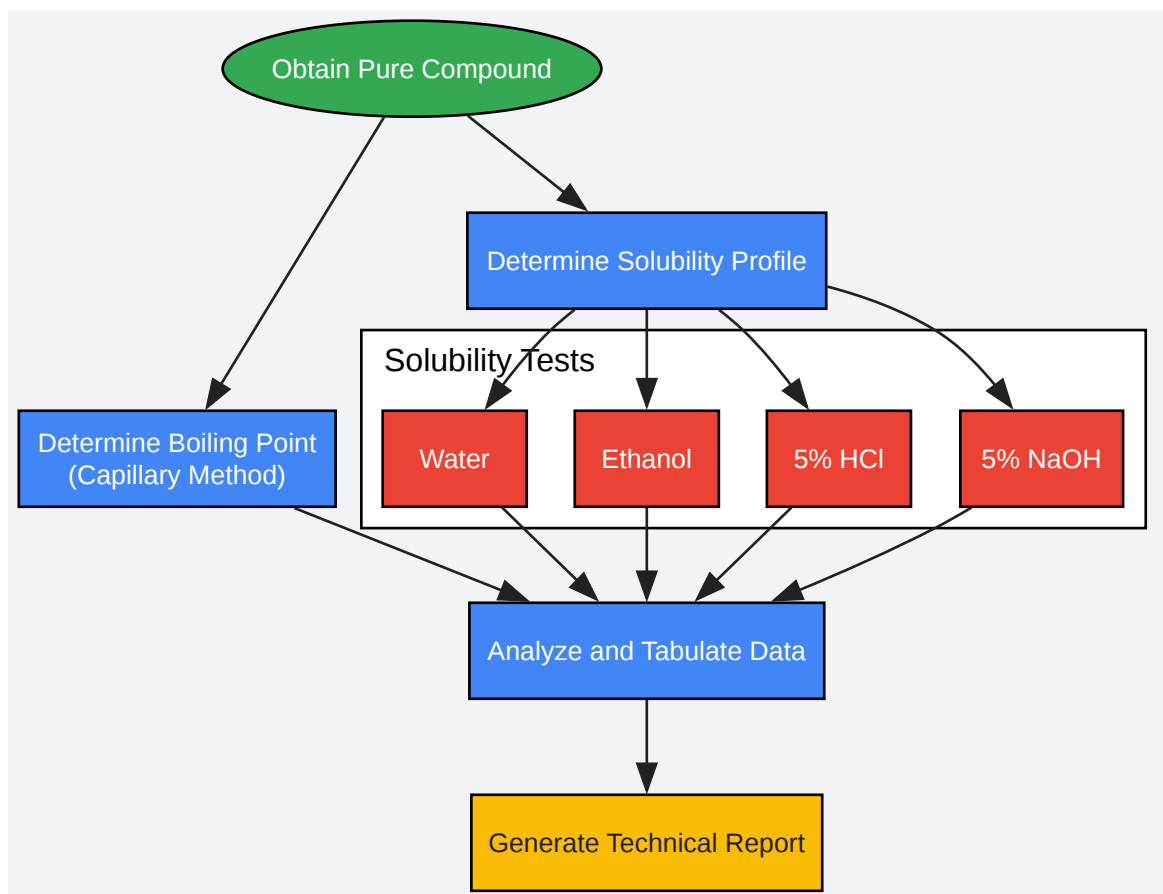 Obtain Pure Compound
Determine Solubility Profile
Solubility Tests
Determine Boiling Point
(Capillary Method)
Water
Ethanol
5% HCl
5% NaOH
Analyze and Tabulate Data
Generate Technical Report